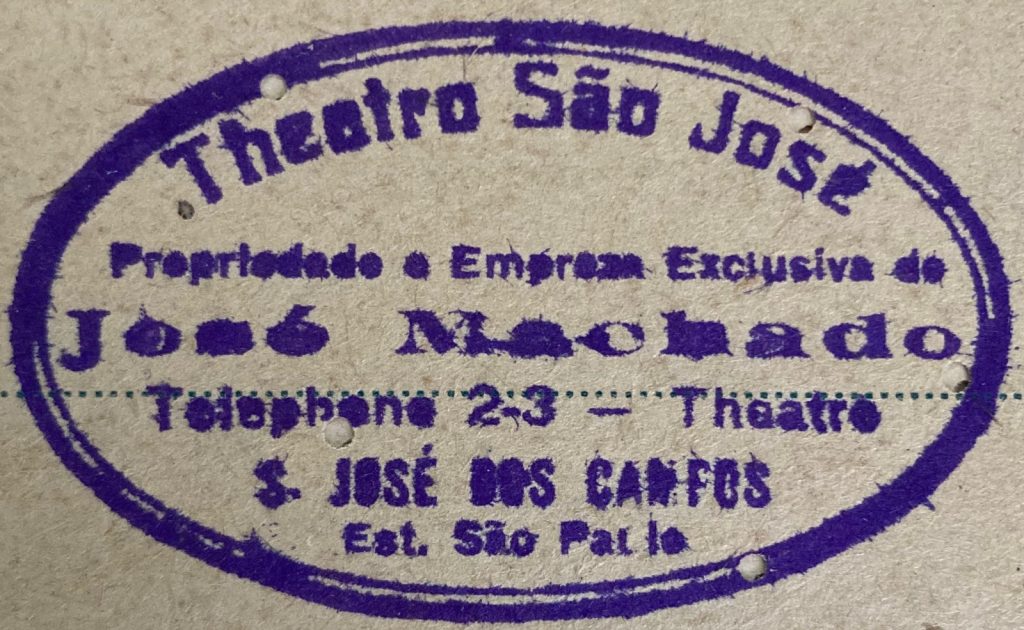 Theatro São José
Propriedade e Empreza Exclusiva de
José Machado
Telephone 2-3 — Theatro
S. JOSÉ DOS CAMPOS
Est. São Paulo